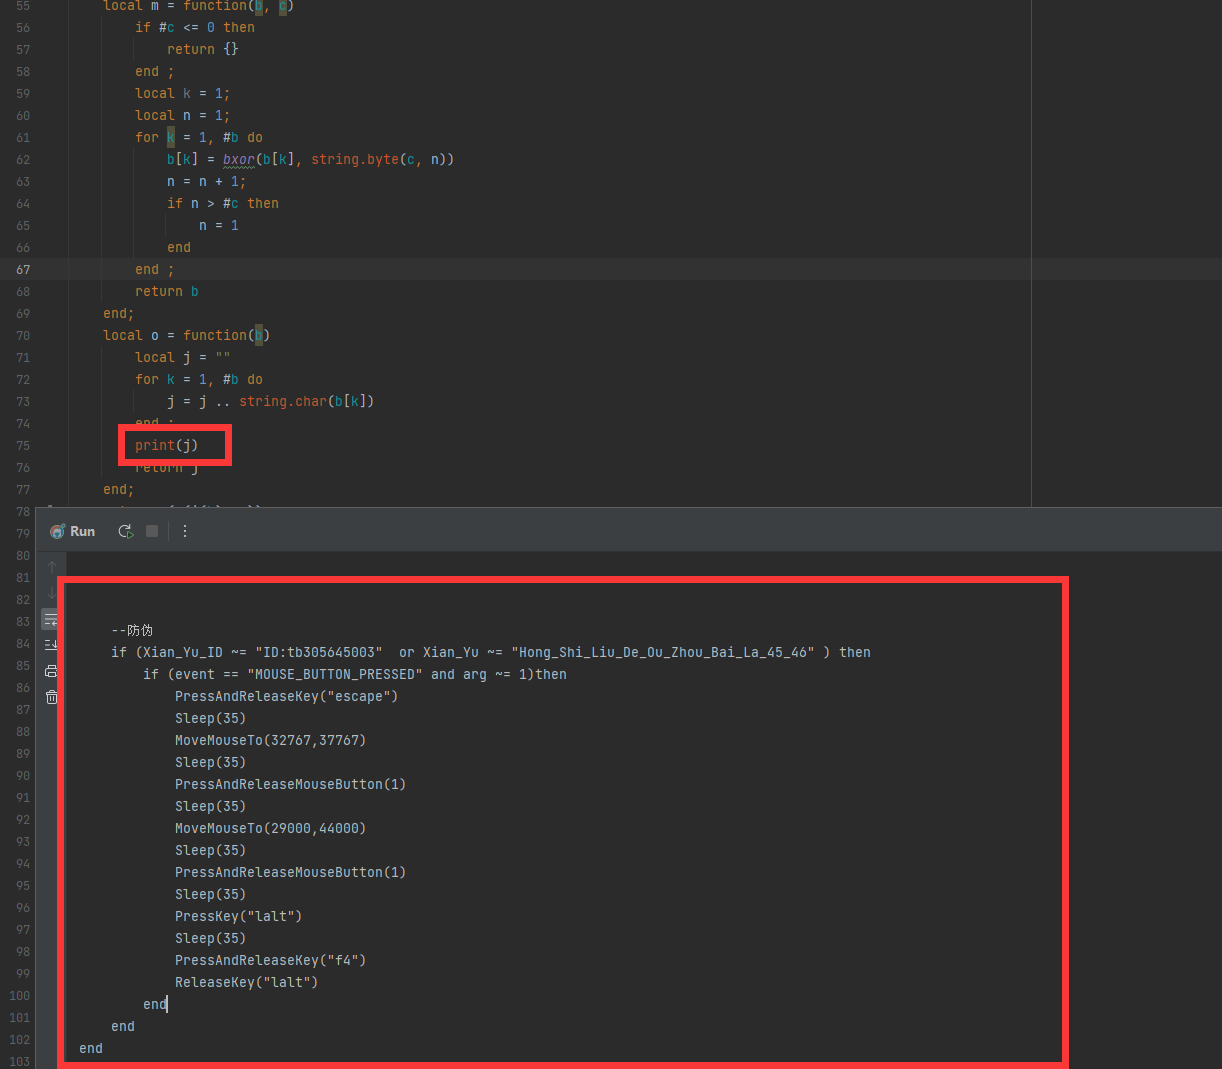 55 local m = function(b, c)
56 if #c <= 0 then
57 return {}
58 end ;
59 local k = 1;
60 local n = 1;
61 for k = 1, #b do
62 b[k] = bxor(b[k], string.byte(c, n))
63 n = n + 1;
64 if n > #c then
65 n = 1
66 end
67 end ;
68 return b
69 end;
70 local o = function(b)
71 local j = ""
72 for k = 1, #b do
73 j = j .. string.char(b[k])
74 end ;
75 print(j)
76 return j
77 end;
78
79 Run
80
81
82
83 --防伪
84 if (Xian_Yu_ID ~= "ID:tb305645003" or Xian_Yu ~= "Hong_Shi_Liu_De_Ou_Zhou_Bai_La_45_46" ) then
85 if (event == "MOUSE_BUTTON_PRESSED" and arg ~= 1)then
86 PressAndReleaseKey("escape")
87 Sleep(35)
88 MoveMouseTo(32767,37767)
89 Sleep(35)
90 PressAndReleaseMouseButton(1)
91 Sleep(35)
92 MoveMouseTo(29000,44000)
93 Sleep(35)
94 PressAndReleaseMouseButton(1)
95 Sleep(35)
96 PressKey("lalt")
97 Sleep(35)
98 PressAndReleaseKey("f4")
99 ReleaseKey("lalt")
100 end
101 end
102 end
103